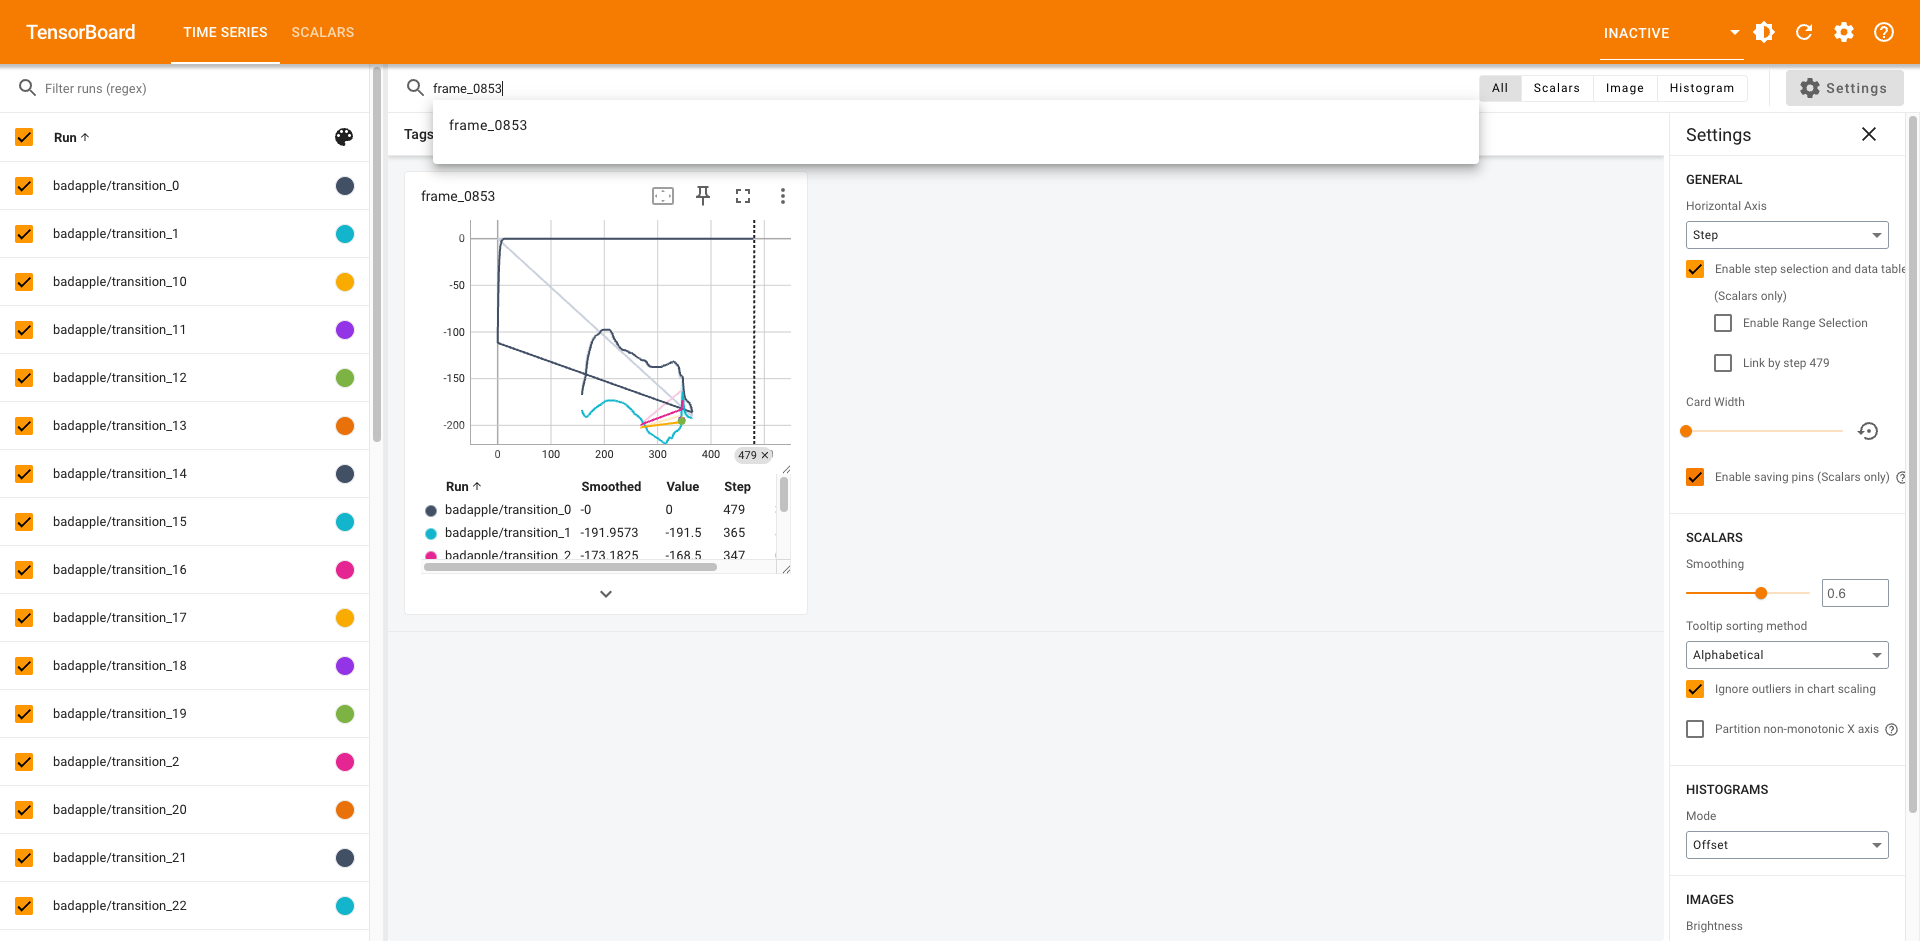 TensorBoard
TIME SERIES
SCALARS
INACTIVE
Filter runs (regex)
frame_0853
All
Scalars
Image
Histogram
Settings
frame_0853
Tags
Run
badapple/transition_0
badapple/transition_1
badapple/transition_10
badapple/transition_11
badapple/transition_12
badapple/transition_13
badapple/transition_14
badapple/transition_15
badapple/transition_16
badapple/transition_17
badapple/transition_18
badapple/transition_19
badapple/transition_2
badapple/transition_20
badapple/transition_21
badapple/transition_22
frame_0853
0
-50
-100
-150
-200
0 100 200 300 400 479
Run Smoothed Value Step
badapple/transition_0 -0 0 479
badapple/transition_1 -191.9573 -191.5 365
badapple/transition_2 -173.1825 -168.5 347
Settings
GENERAL
Horizontal Axis
Step
Enable step selection and data table
(Scalars only)
Enable Range Selection
Link by step 479
Card Width
Enable saving pins (Scalars only)
SCALARS
Smoothing
0.6
Tooltip sorting method
Alphabetical
Ignore outliers in chart scaling
Partition non-monotonic X axis
HISTOGRAMS
Mode
Offset
IMAGES
Brightness